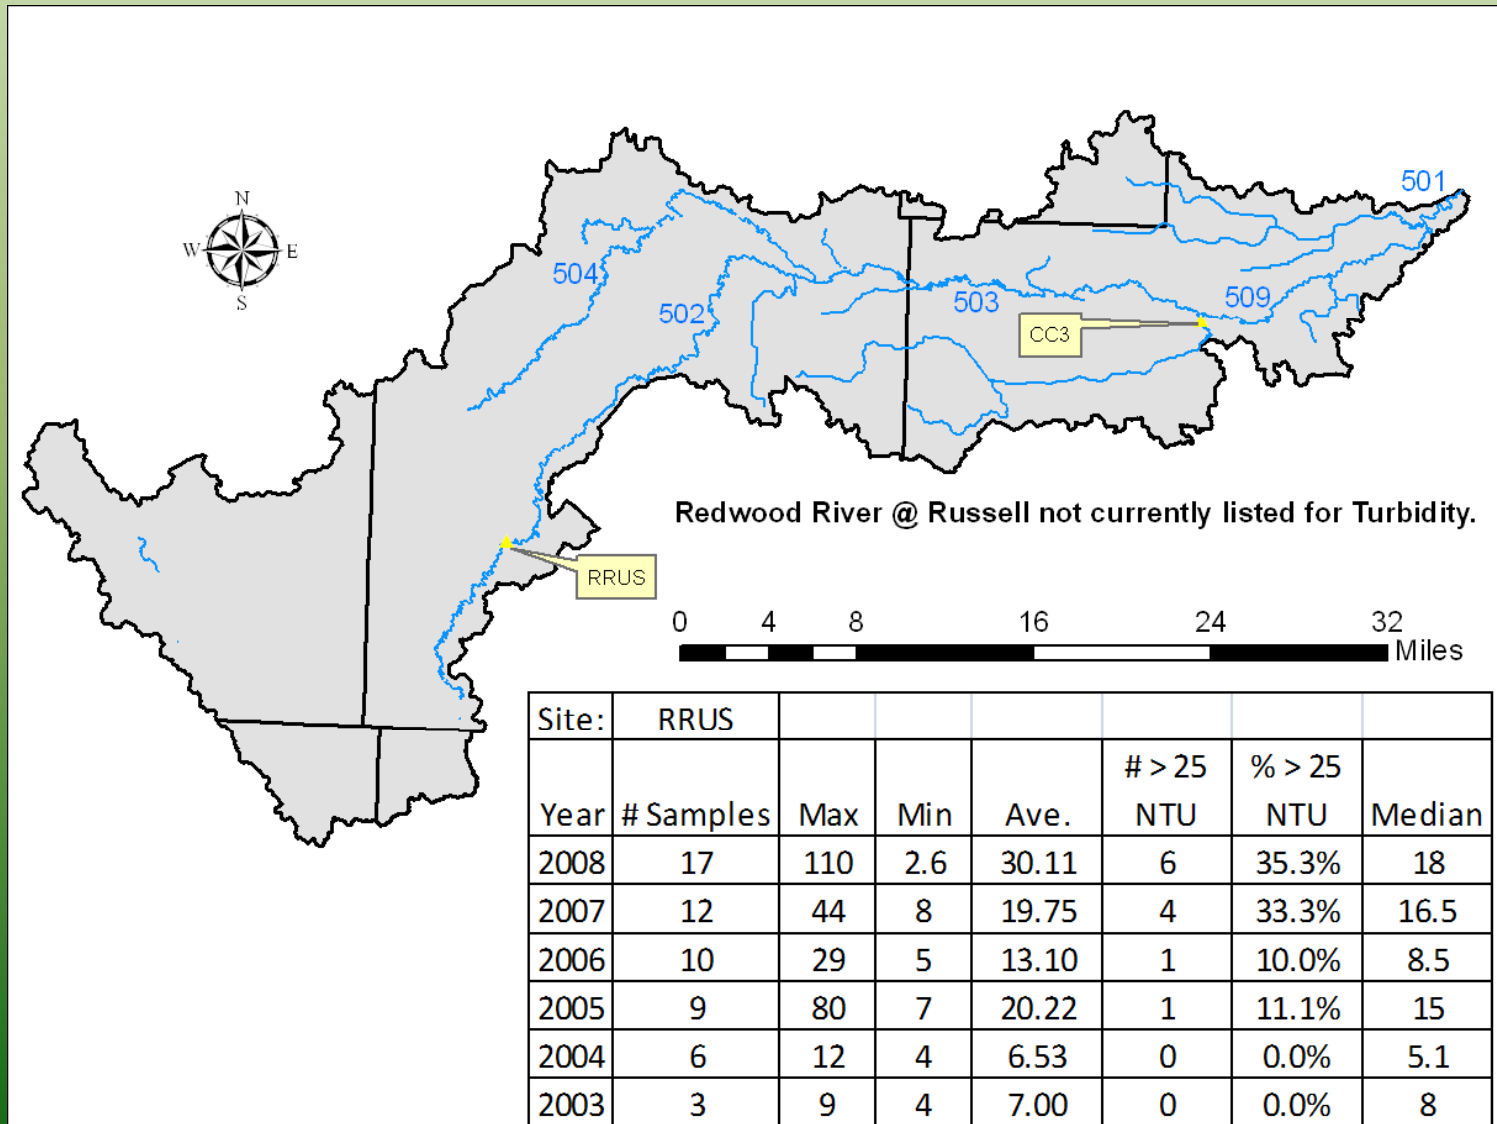 501
N
W E
S
504
502
503
509
CC3
Redwood River @ Russell not currently listed for Turbidity.
RRUS
0 4 8 16 24 32
Miles
Site: RRUS
# > 25 % > 25
Year # Samples Max Min Ave. NTU NTU Median
2008 17 110 2.6 30.11 6 35.3% 18
2007 12 44 8 19.75 4 33.3% 16.5
2006 10 29 5 13.10 1 10.0% 8.5
2005 9 80 7 20.22 1 11.1% 15
2004 6 12 4 6.53 0 0.0% 5.1
2003 3 9 4 7.00 0 0.0% 8